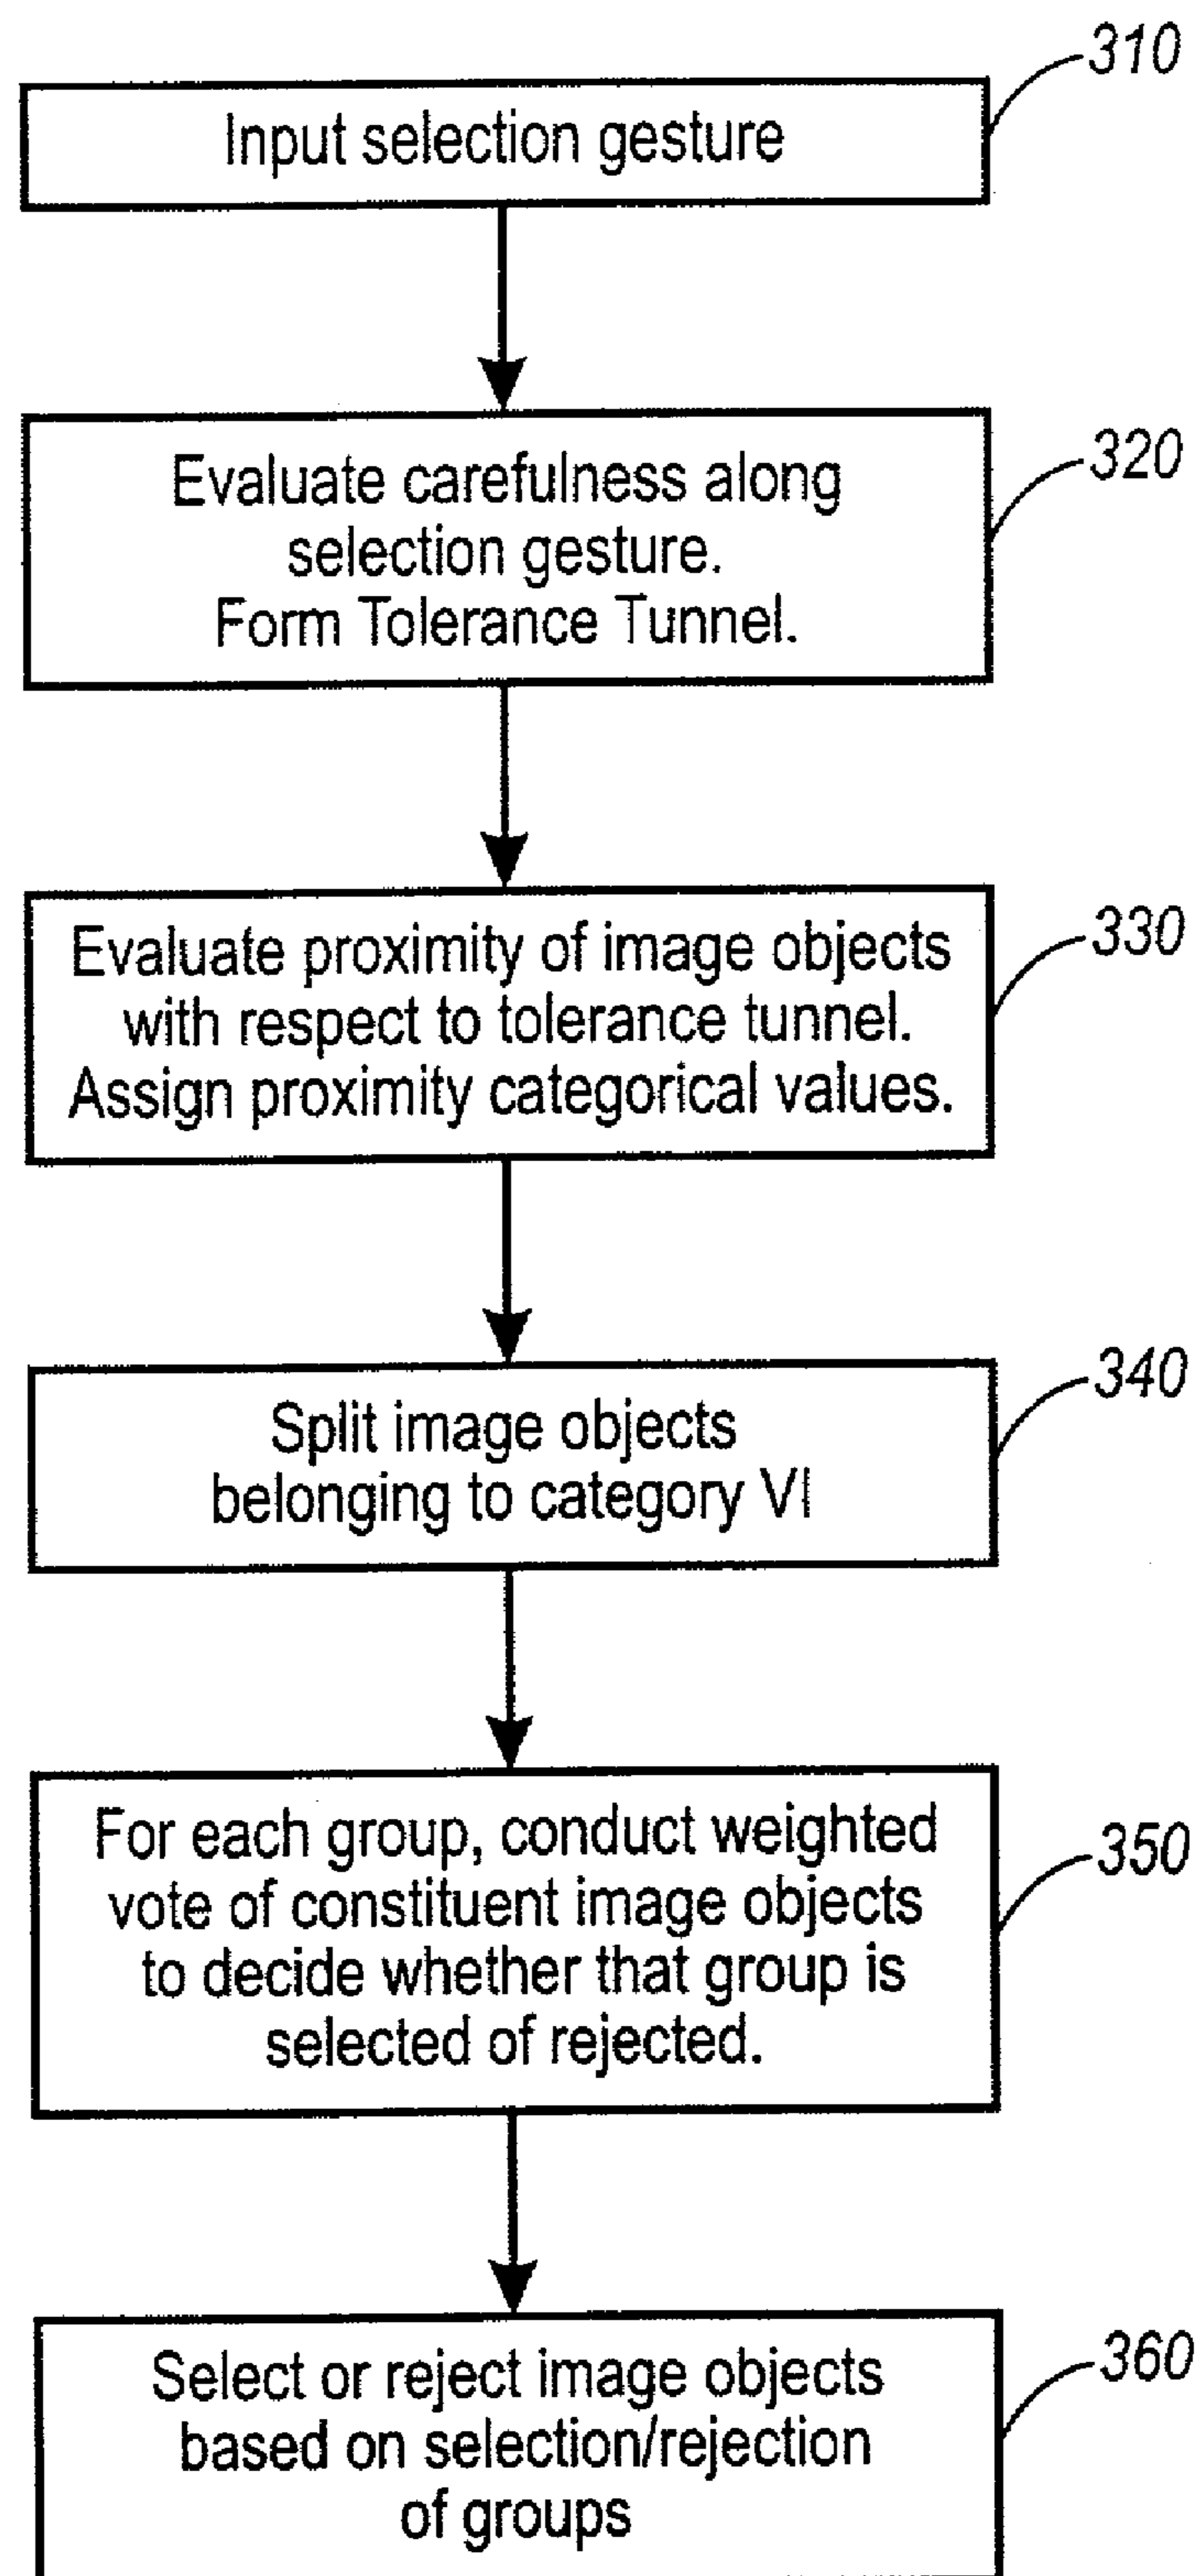 310
Input selection gesture
320
Evaluate carefulness along
selection gesture.
Form Tolerance Tunnel.
330
Evaluate proximity of image objects
with respect to tolerance tunnel.
Assign proximity categorical values.
340
Split image objects
belonging to category VI
350
For each group, conduct weighted
vote of constituent image objects
to decide whether that group is
selected of rejected.
360
Select or reject image objects
based on selection/rejection
of groups